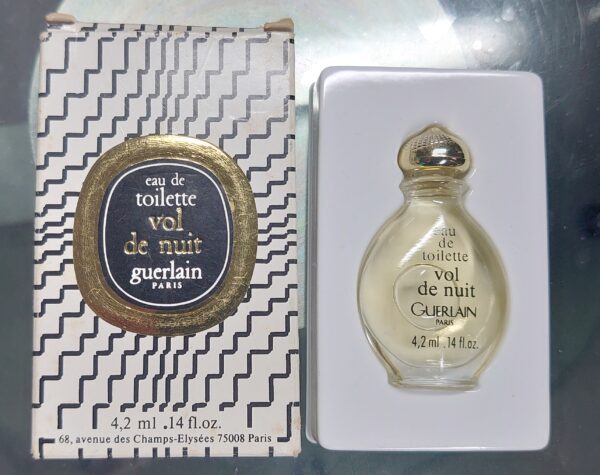 eau de
toilette
vol
de nuit
guerlain
PARIS
4,2 ml .14 fl.oz.
68, avenue des Champs-Elysées 75008 Paris
eau
de
toilette
vol
de nuit
GUERLAIN
PARIS
4,2 ml .14 fl.oz.